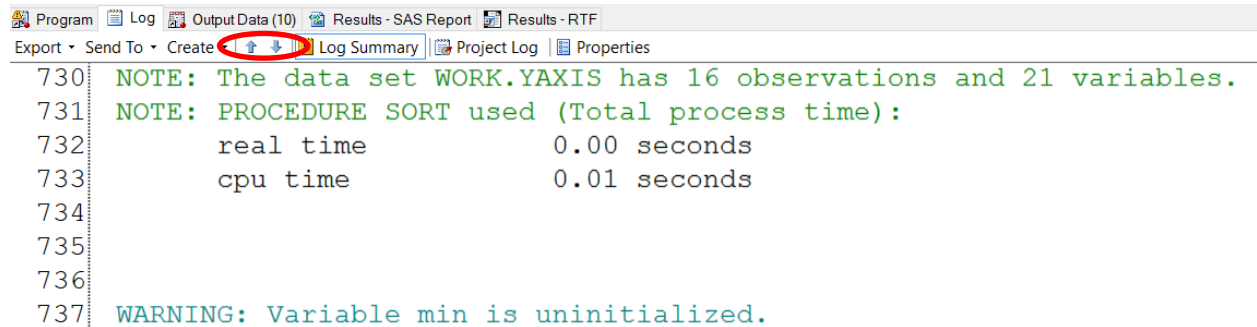 Program Log Output Data (10) Results - SAS Report Results - RTF
Export Send To Create Log Summary Project Log Properties
730 NOTE: The data set WORK.YAXIS has 16 observations and 21 variables.
731 NOTE: PROCEDURE SORT used (Total process time):
732 real time 0.00 seconds
733 cpu time 0.01 seconds
734
735
736
737 WARNING: Variable min is uninitialized.